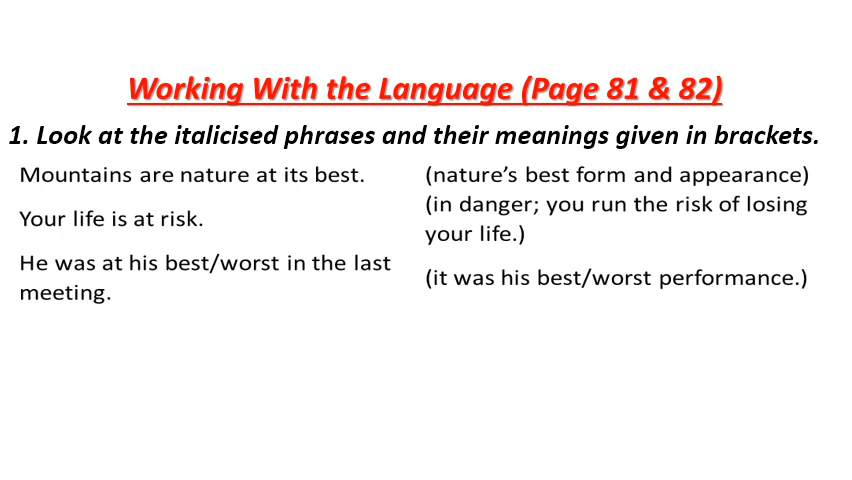 Working With the Language (Page 81 & 82)
1. Look at the italicised phrases and their meanings given in brackets.
Mountains are nature at its best.
(nature’s best form and appearance)
Your life is at risk.
(in danger; you run the risk of losing
your life.)
He was at his best/worst in the last
meeting.
(it was his best/worst performance.)